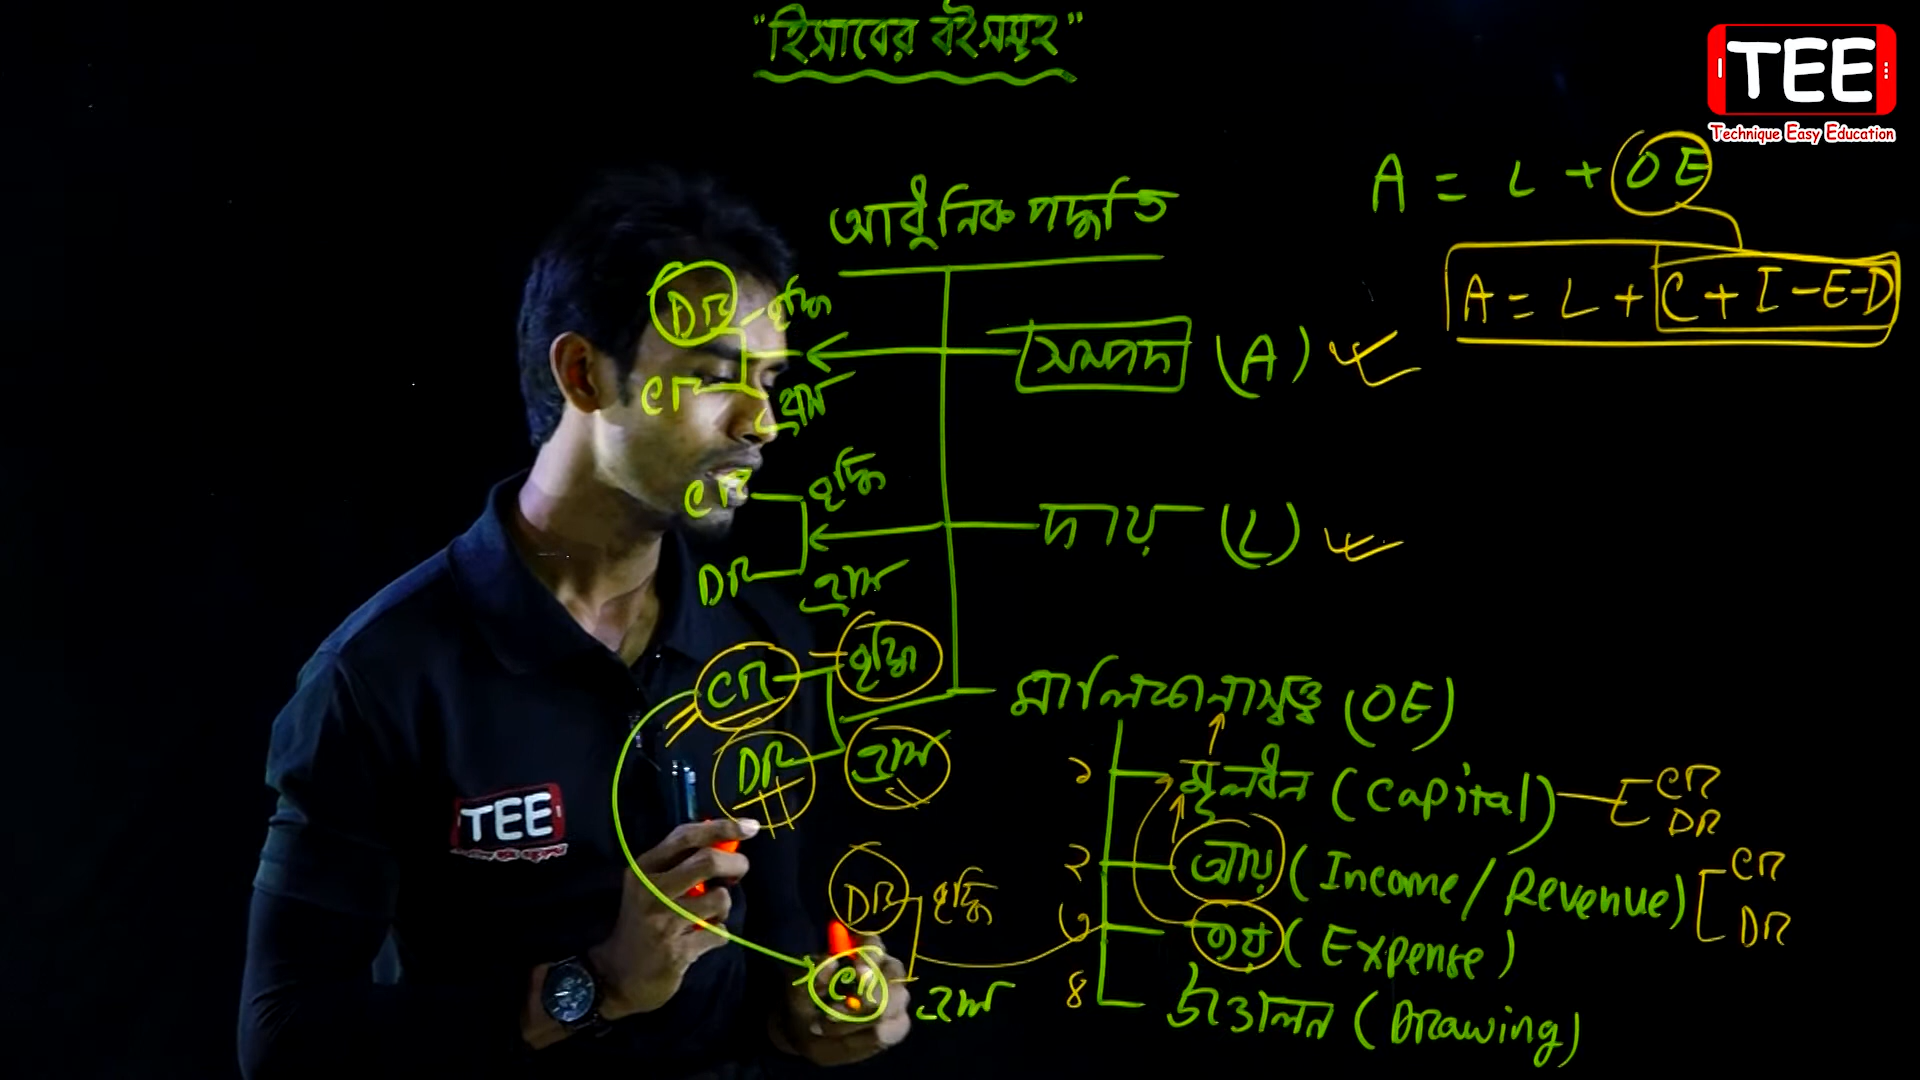 "হিসাবের বইসমূহ"
TEE
Technique Easy Education
A = L + OE
A = L + C + I - E - D
আধুনিক পদ্ধতি
DR বৃদ্ধি
সম্পদ (A)
CR হ্রাস
CR বৃদ্ধি
দায় (L)
DR হ্রাস
CR বৃদ্ধি
মালিকানাস্বত্ব (OE)
DR হ্রাস
১ মূলধন (Capital) CR
DR
২ আয় (Income/Revenue) CR
DR
DR বৃদ্ধি
৩ ব্যয় (Expense)
CR হ্রাস
৪ উত্তোলন (Drawing)
TEE